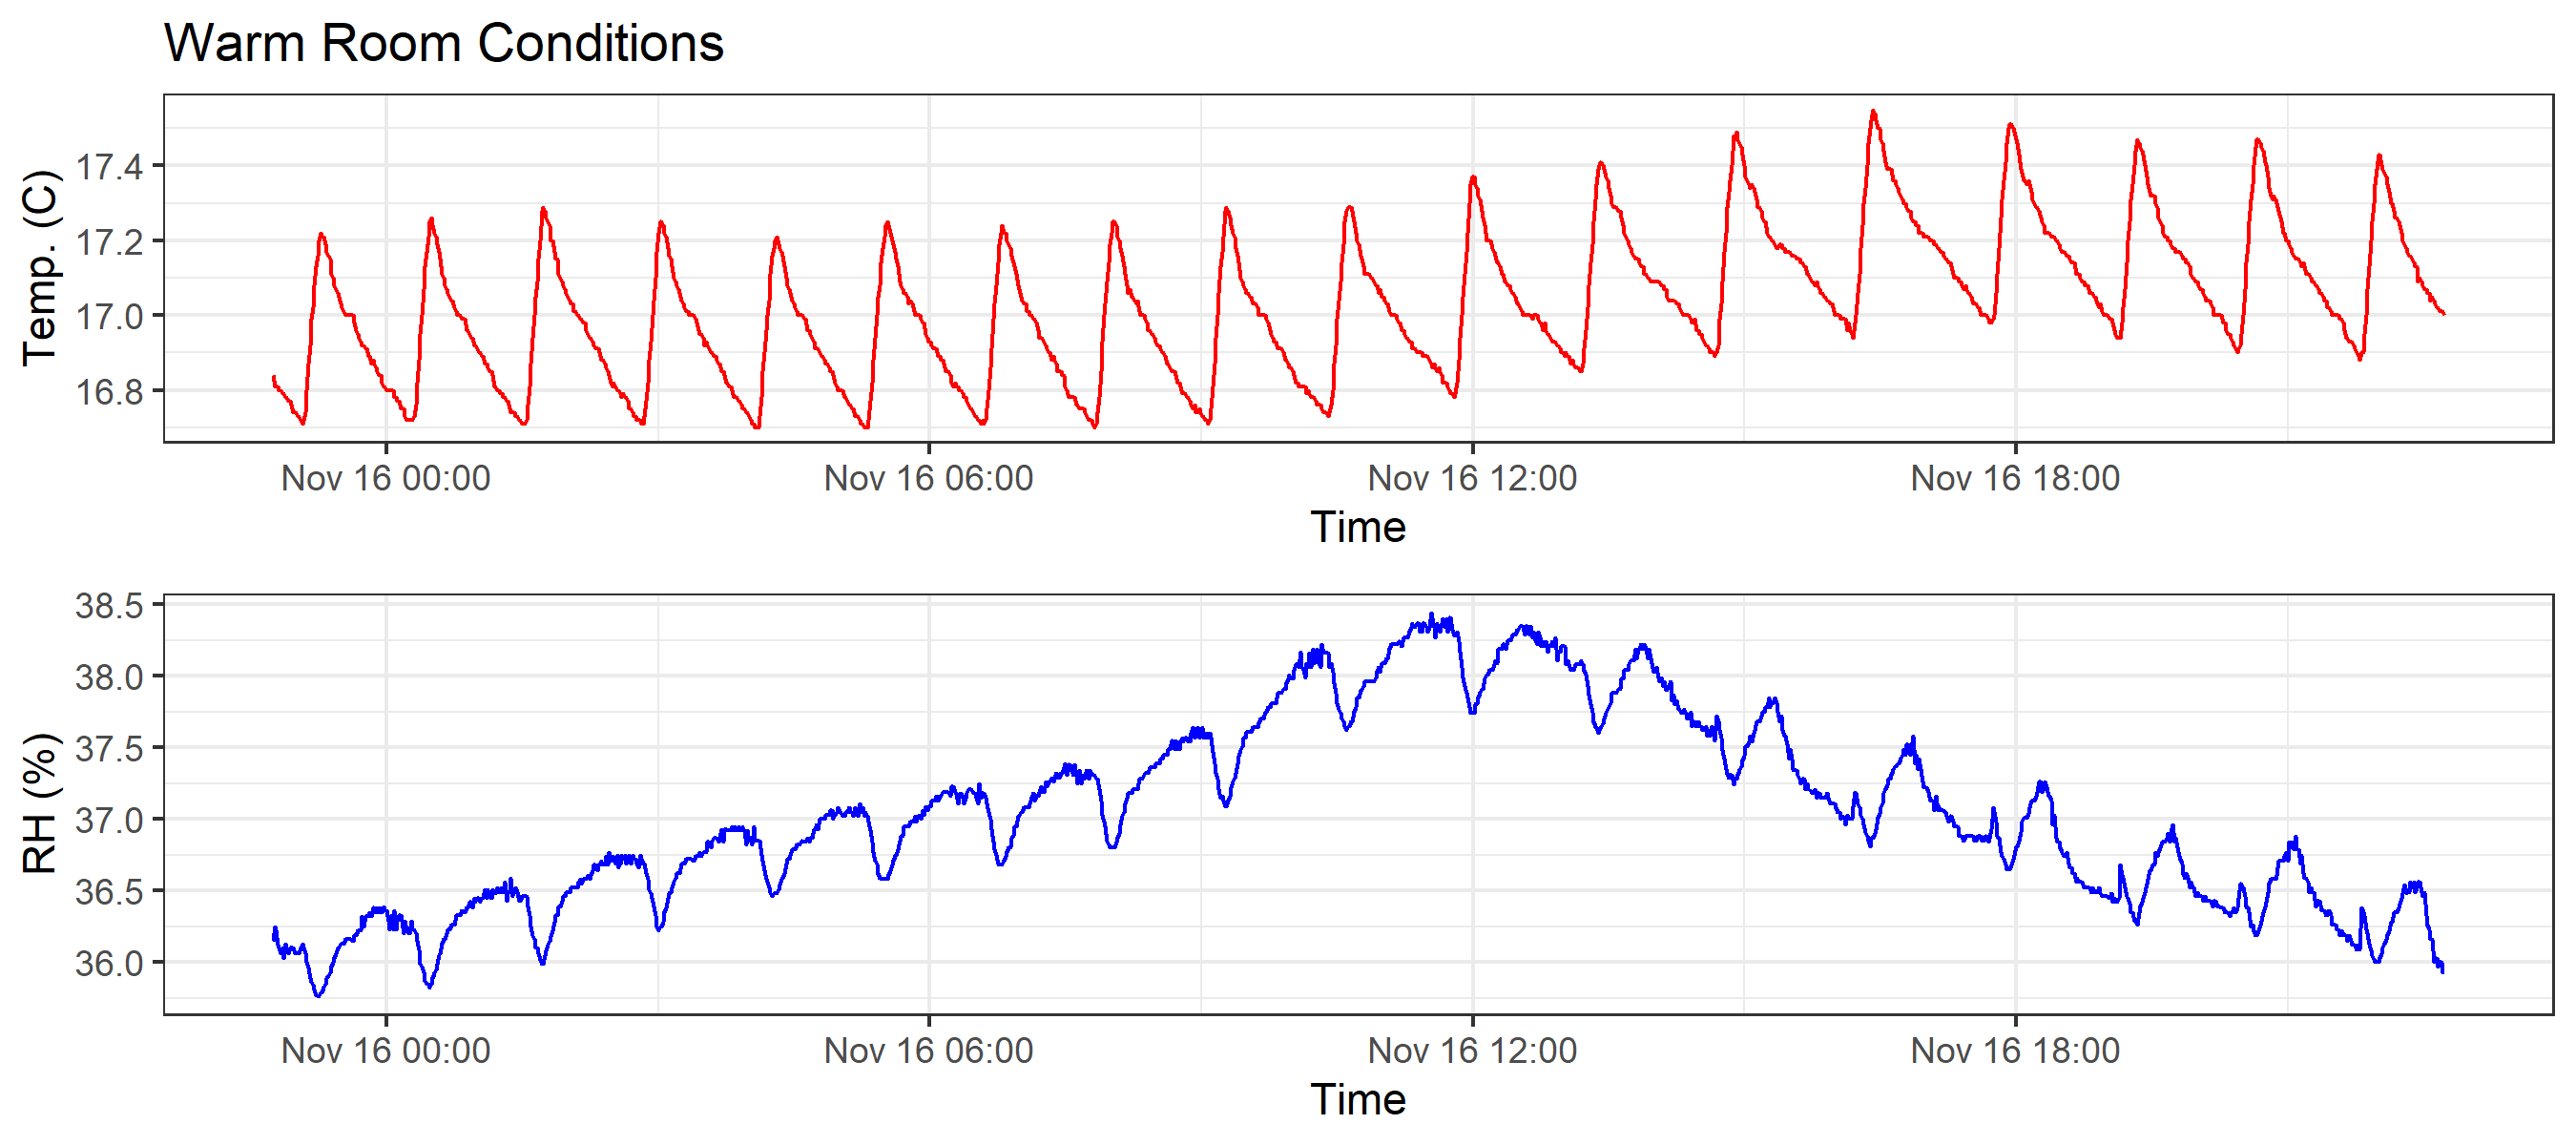 Warm Room Conditions
Temp. (C)
17.4
17.2
17.0
16.8
Nov 16 00:00 Nov 16 06:00 Nov 16 12:00 Nov 16 18:00
Time
RH (%)
38.5
38.0
37.5
37.0
36.5
36.0
Nov 16 00:00 Nov 16 06:00 Nov 16 12:00 Nov 16 18:00
Time